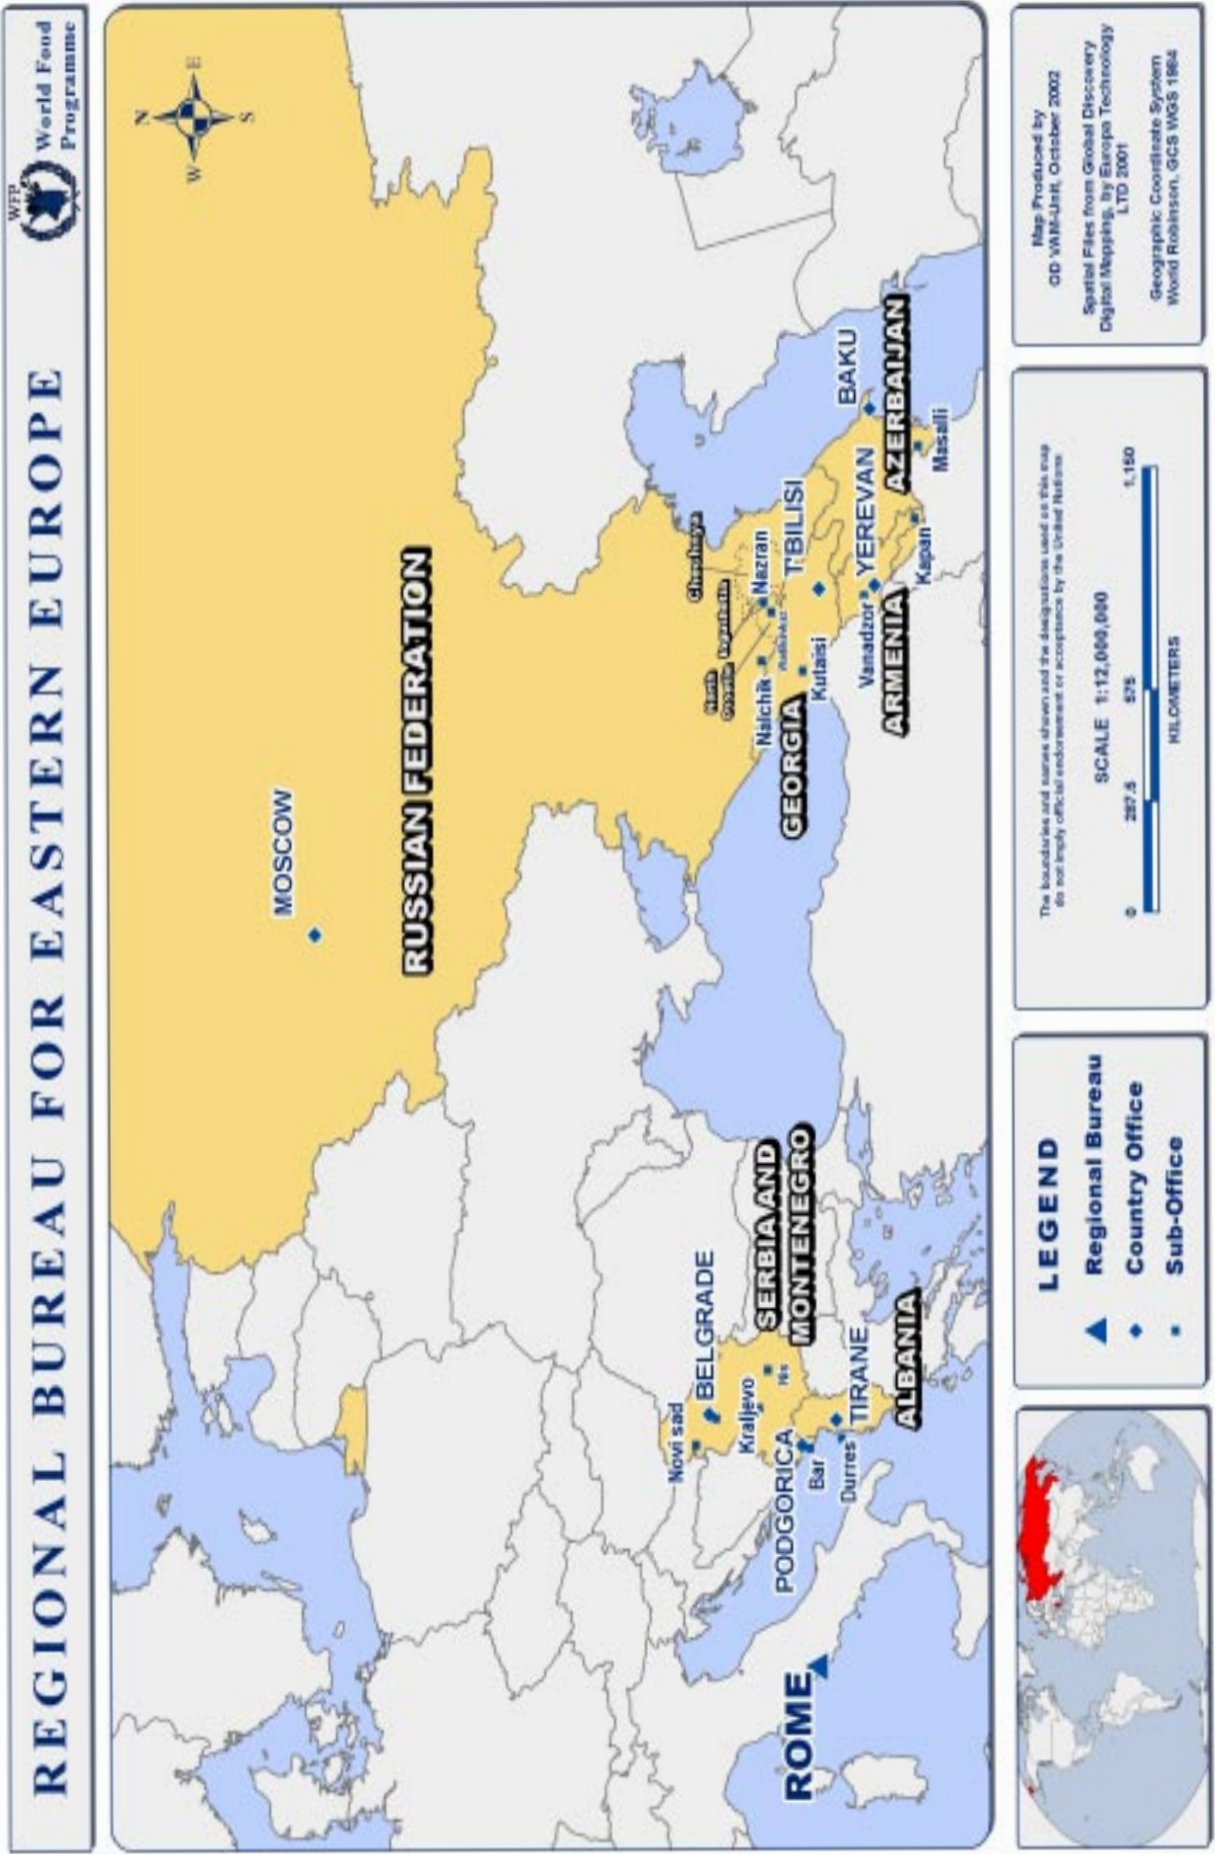 REGIONAL BUREAU FOR EASTERN EUROPE
WFP
World Food
Programme
N
W
E
S
MOSCOW
RUSSIAN FEDERATION
Chechnya
Ingushetia
North
Ossetia
Nalchik
Nazran
GEORGIA
Kutaisi
TBILISI
BAKU
Vanadzor
YEREVAN
ARMENIA
AZERBAIJAN
Kapan
Masalli
Novi sad
BELGRADE
Kraljevo
Nis
SERBIA AND
MONTENEGRO
PODGORICA
Bar
Durres
TIRANE
ALBANIA
ROME
LEGEND
Regional Bureau
Country Office
Sub-Office
The boundaries and names shown and the designations used on this map
do not imply official endorsement or acceptance by the United Nations
SCALE 1:12,000,000
0 287.5 575 1,150
KILOMETERS
Map Produced by
OD VAM-Unit, October 2002
Spatial Files from Global Discovery
Digital Mapping, by Europa Technology
LTD 2001
Geographic Coordinate System
World Robinson, GCS WGS 1984